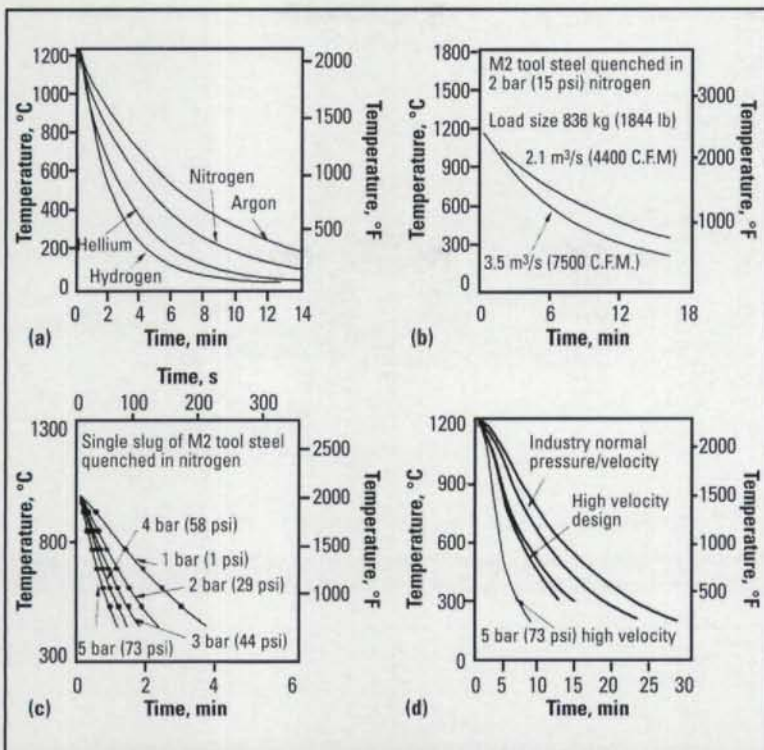 1200
1000
800
600
400
200
0
Temperature, °C
2000
1500
1000
500
Temperature, °F
Nitrogen
Argon
Hellium
Hydrogen
0 2 4 6 8 10 12 14
(a)
Time, min
1800
1500
1200
900
600
300
0
Temperature, °C
M2 tool steel quenched in
2 bar (15 psi) nitrogen
Load size 836 kg (1844 lb)
2.1 m³/s (4400 C.F.M)
3.5 m³/s (7500 C.F.M.)
3000
2000
1000
Temperature, °F
0 6 12 18
(b)
Time, min
Time, s
0 100 200 300
1300
800
300
Temperature, °C
Single slug of M2 tool steel
quenched in nitrogen
4 bar (58 psi)
1 bar (1 psi)
2 bar (29 psi)
3 bar (44 psi)
5 bar (73 psi)
2500
2000
1500
1000
Temperature, °F
0 2 4 6
(c)
Time, min
1200
900
600
300
0
Temperature, °C
Industry normal
pressure/velocity
High velocity
design
5 bar (73 psi) high velocity
2000
1500
1000
500
Temperature, °F
0 5 10 15 20 25 30
(d)
Time, min